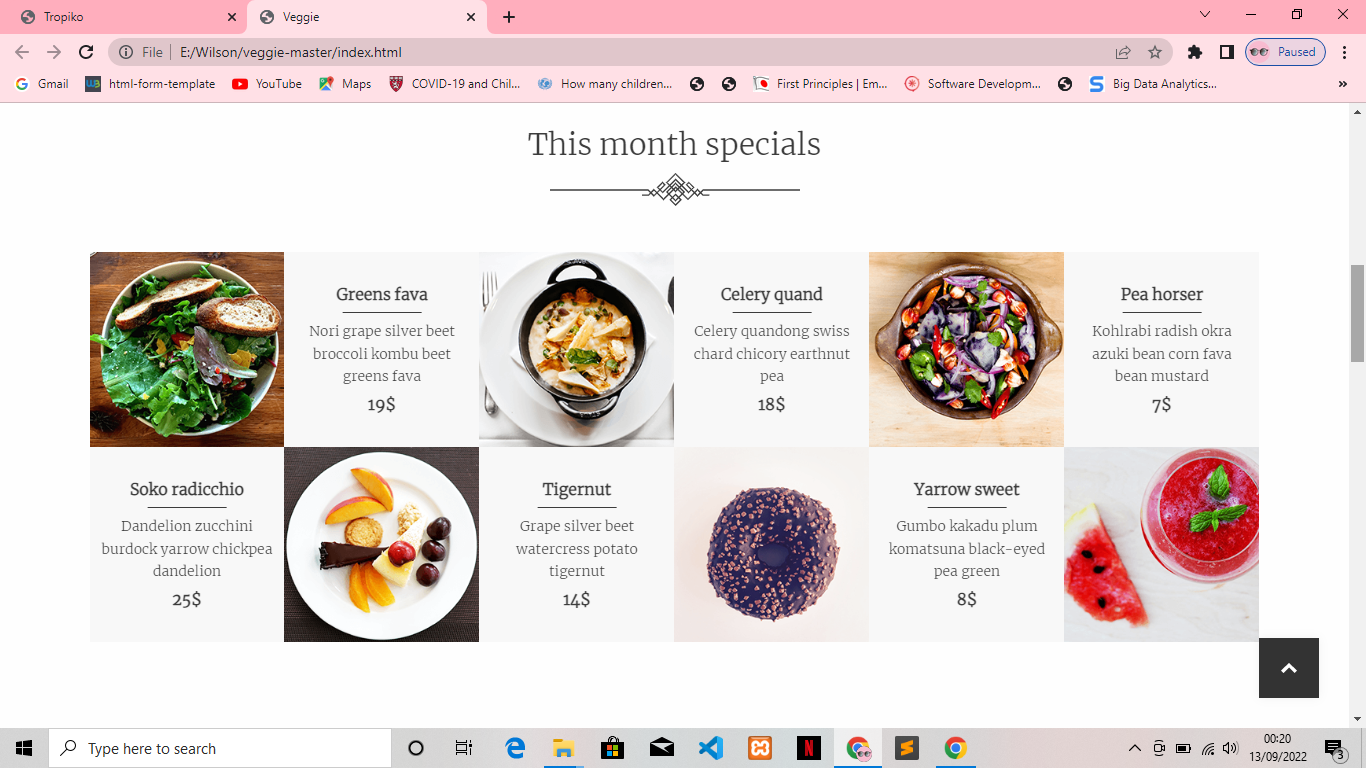 Tropiko
Veggie
File
E:/Wilson/veggie-master/index.html
Paused
Gmail
html-form-template
YouTube
Maps
COVID-19 and Chil...
How many children...
First Principles | Em...
Software Developm...
Big Data Analytics...
»
This month specials
Greens fava
Nori grape silver beet
broccoli kombu beet
greens fava
19$
Celery quand
Celery quandong swiss
chard chicory earthnut
pea
18$
Pea horser
Kohlrabi radish okra
azuki bean corn fava
bean mustard
7$
Soko radicchio
Dandelion zucchini
burdock yarrow chickpea
dandelion
25$
Tigernut
Grape silver beet
watercress potato
tigernut
14$
Yarrow sweet
Gumbo kakadu plum
komatsuna black-eyed
pea green
8$
Type here to search
00:20
13/09/2022
3